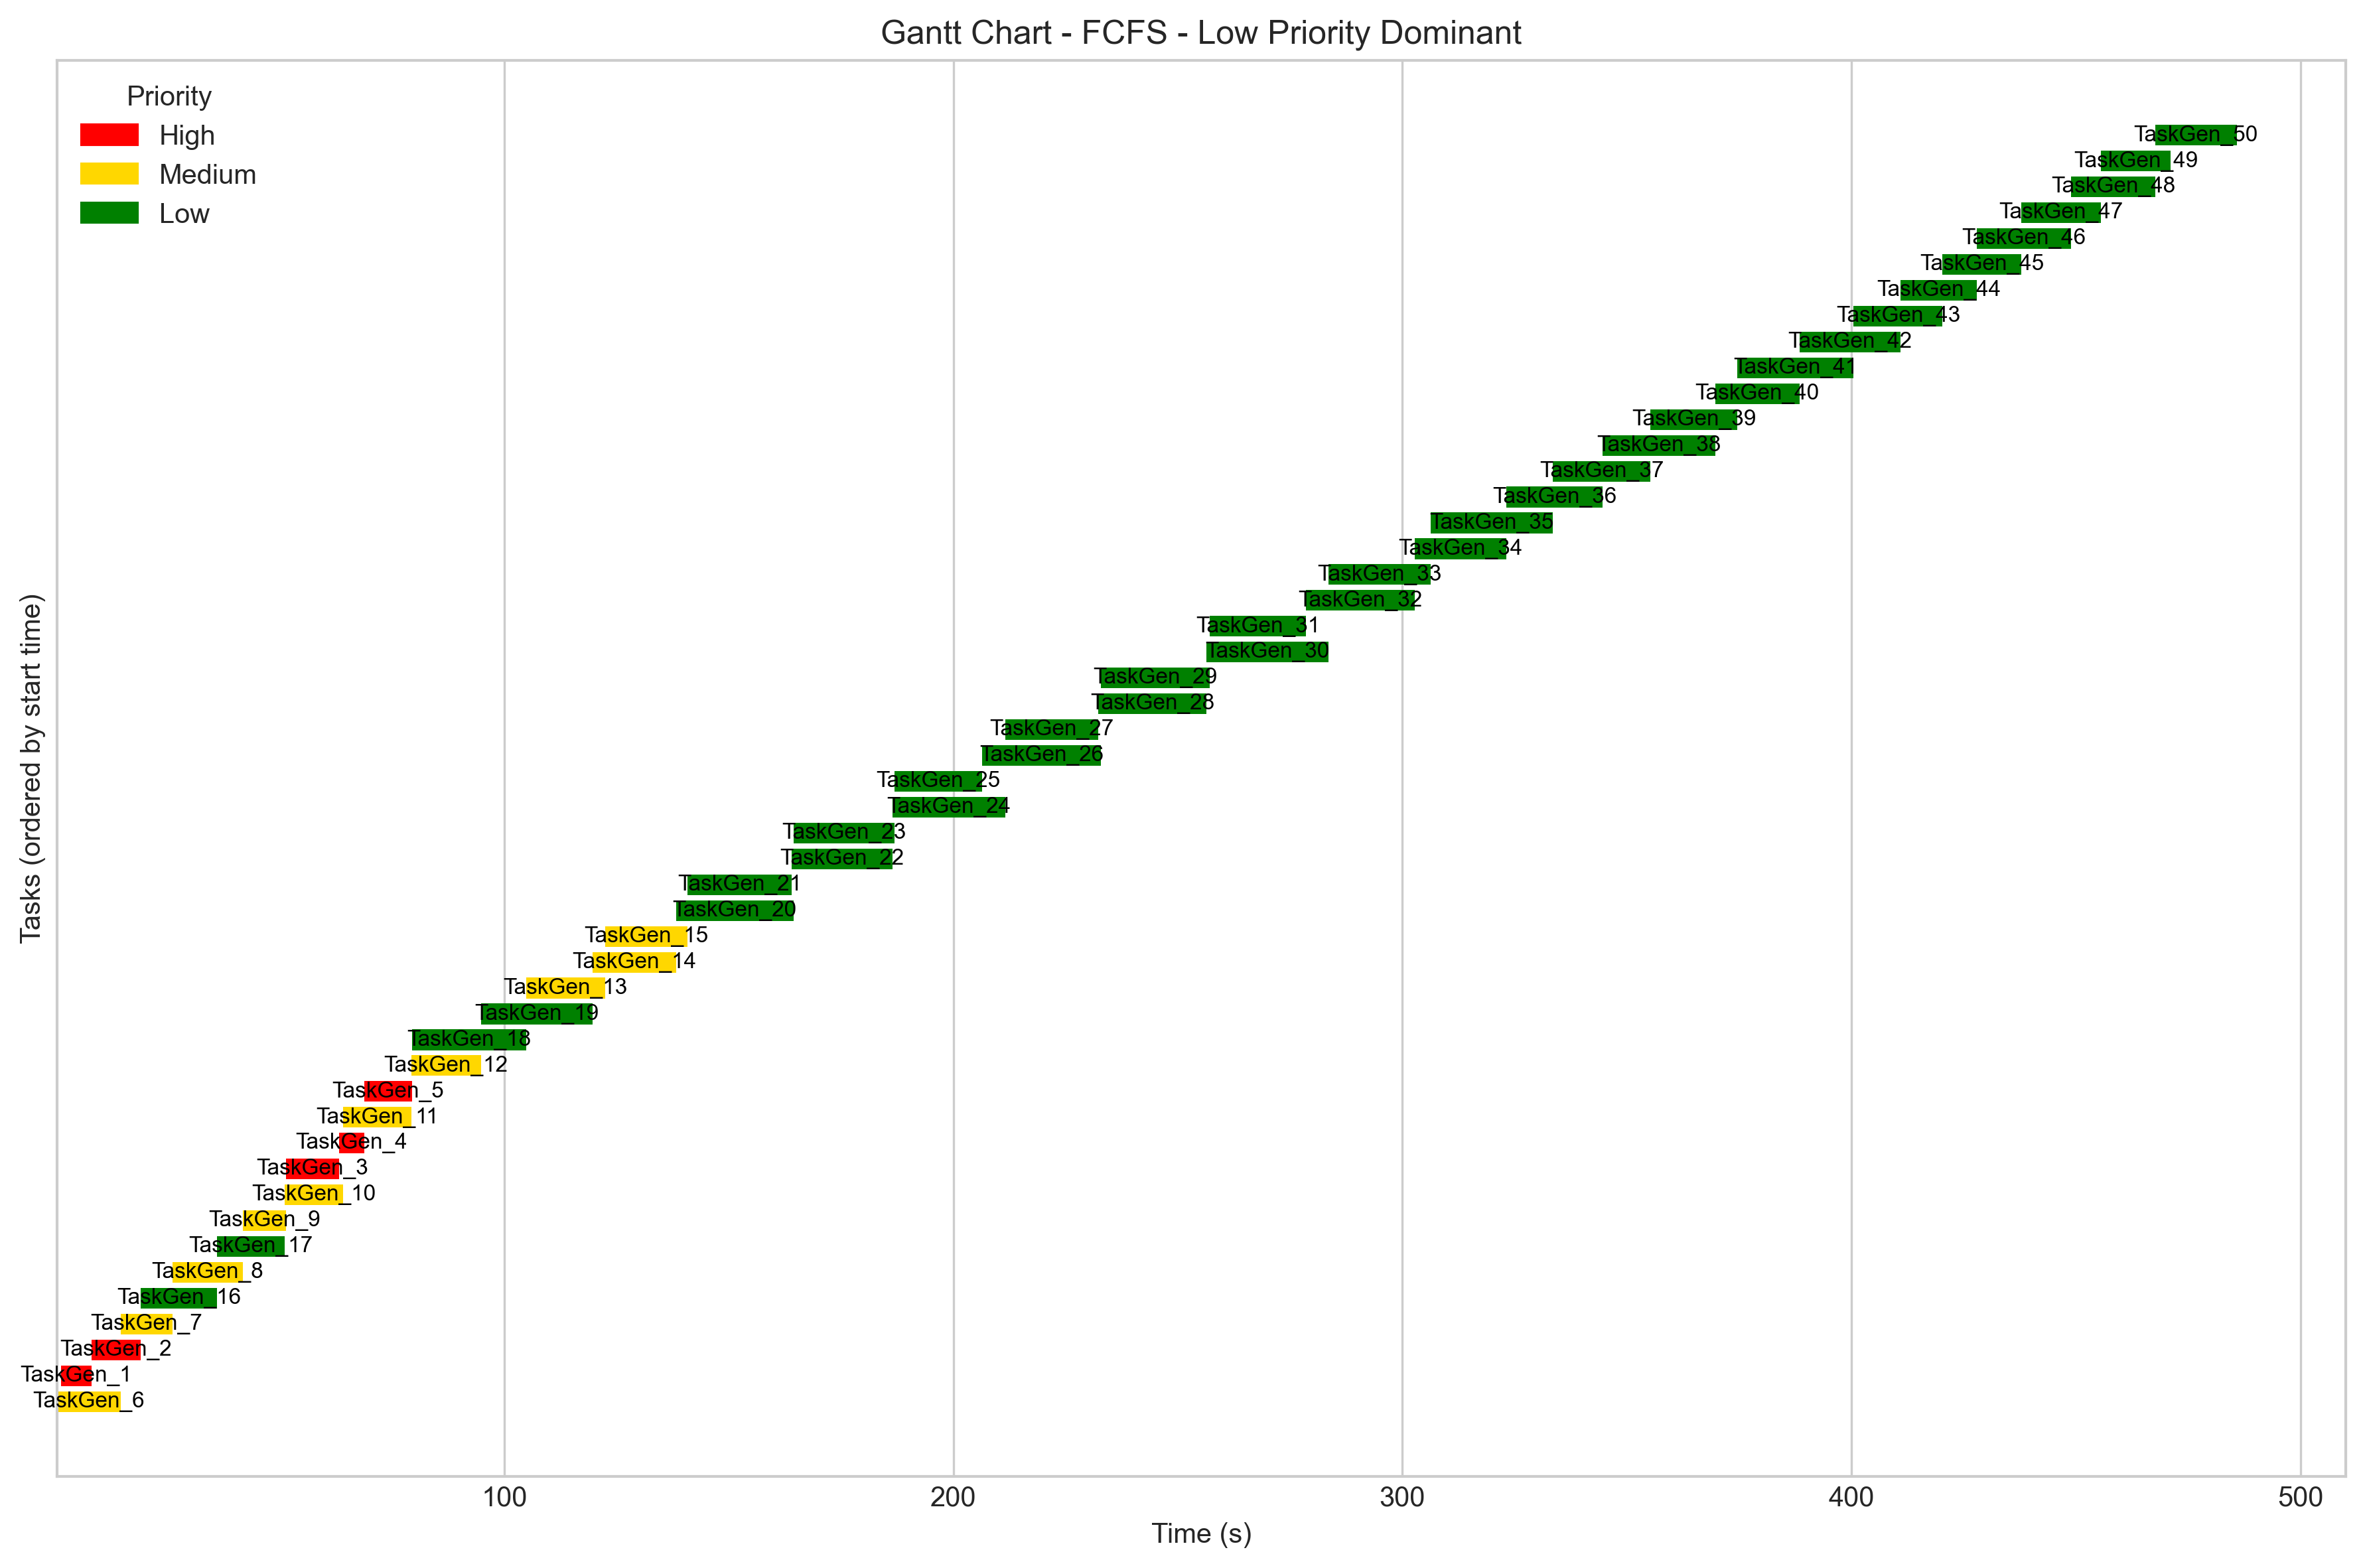 Gantt Chart - FCFS - Low Priority Dominant
Priority
High
Medium
Low
TaskGen_50
TaskGen_49
TaskGen_48
TaskGen_47
TaskGen_46
TaskGen_45
TaskGen_44
TaskGen_43
TaskGen_42
TaskGen_41
TaskGen_40
TaskGen_39
TaskGen_38
TaskGen_37
TaskGen_36
TaskGen_35
TaskGen_34
TaskGen_33
TaskGen_32
TaskGen_31
TaskGen_30
TaskGen_29
TaskGen_28
TaskGen_27
TaskGen_26
TaskGen_25
TaskGen_24
TaskGen_23
TaskGen_22
TaskGen_21
TaskGen_20
TaskGen_15
TaskGen_14
TaskGen_13
TaskGen_19
TaskGen_18
TaskGen_12
TaskGen_5
TaskGen_11
TaskGen_4
TaskGen_3
TaskGen_10
TaskGen_9
TaskGen_17
TaskGen_8
TaskGen_16
TaskGen_7
TaskGen_2
TaskGen_1
TaskGen_6
Tasks (ordered by start time)
100 200 300 400 500
Time (s)